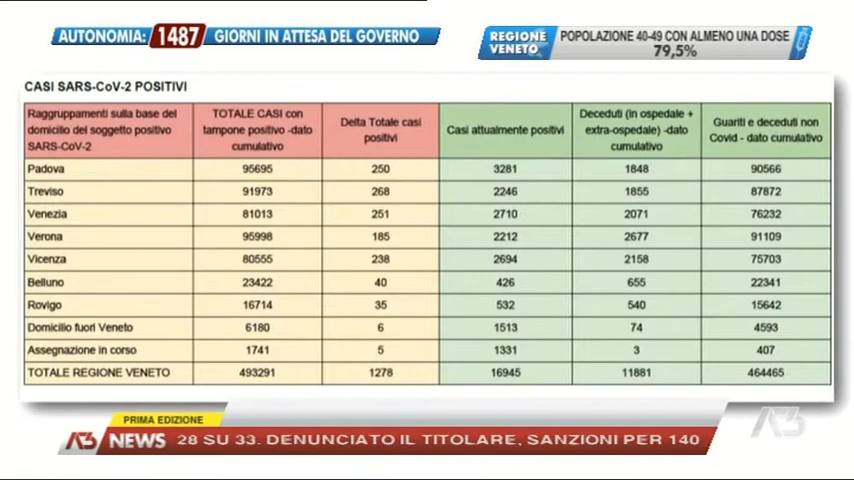 AUTONOMIA: 1487 GIORNI IN ATTESA DEL GOVERNO
REGIONE VENETO
POPOLAZIONE 40-49 CON ALMENO UNA DOSE
79,5%
CASI SARS-CoV-2 POSITIVI
Raggruppamenti sulla base del domicilio del soggetto positivo SARS-CoV-2 | TOTALE CASI con tampone positivo -dato cumulativo | Delta Totale casi positivi | Casi attualmente positivi | Deceduti (in ospedale + extra-ospedale) -dato cumulativo | Guariti e deceduti non Covid - dato cumulativo
Padova 95695 250 3281 1848 90566
Treviso 91973 268 2246 1855 87872
Venezia 81013 251 2710 2071 76232
Verona 95998 185 2212 2677 91109
Vicenza 80555 238 2694 2158 75703
Belluno 23422 40 426 655 22341
Rovigo 16714 35 532 540 15642
Domicilio fuori Veneto 6180 6 1513 74 4593
Assegnazione in corso 1741 5 1331 3 407
TOTALE REGIONE VENETO 493291 1278 16945 11881 464465
PRIMA EDIZIONE
A3 NEWS 28 SU 33. DENUNCIATO IL TITOLARE, SANZIONI PER 140
A3